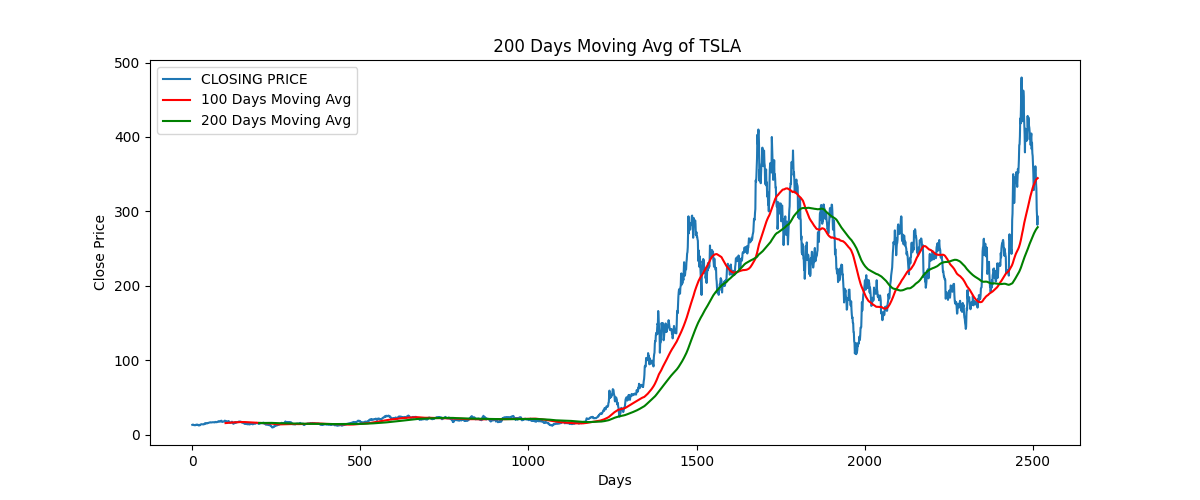 200 Days Moving Avg of TSLA
CLOSING PRICE
100 Days Moving Avg
200 Days Moving Avg
Close Price
500
400
300
200
100
0
0 500 1000 1500 2000 2500
Days